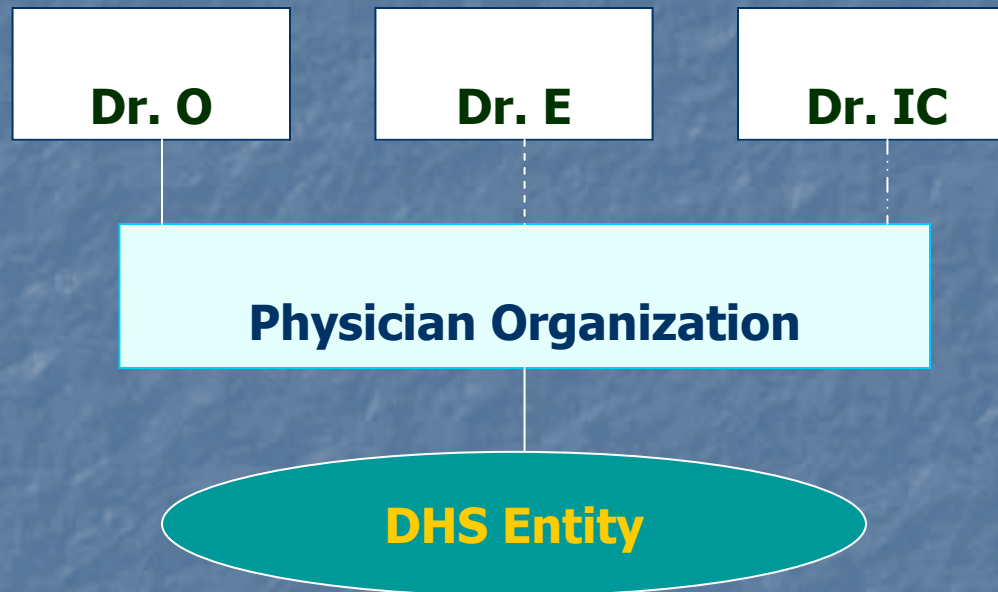 Dr. O
Dr. E
Dr. IC
Physician Organization
DHS Entity